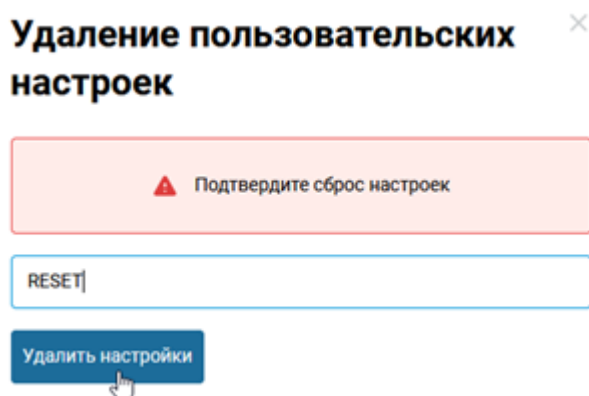 Удаление пользовательских
настроек
Подтвердите сброс настроек
RESET
Удалить настройки